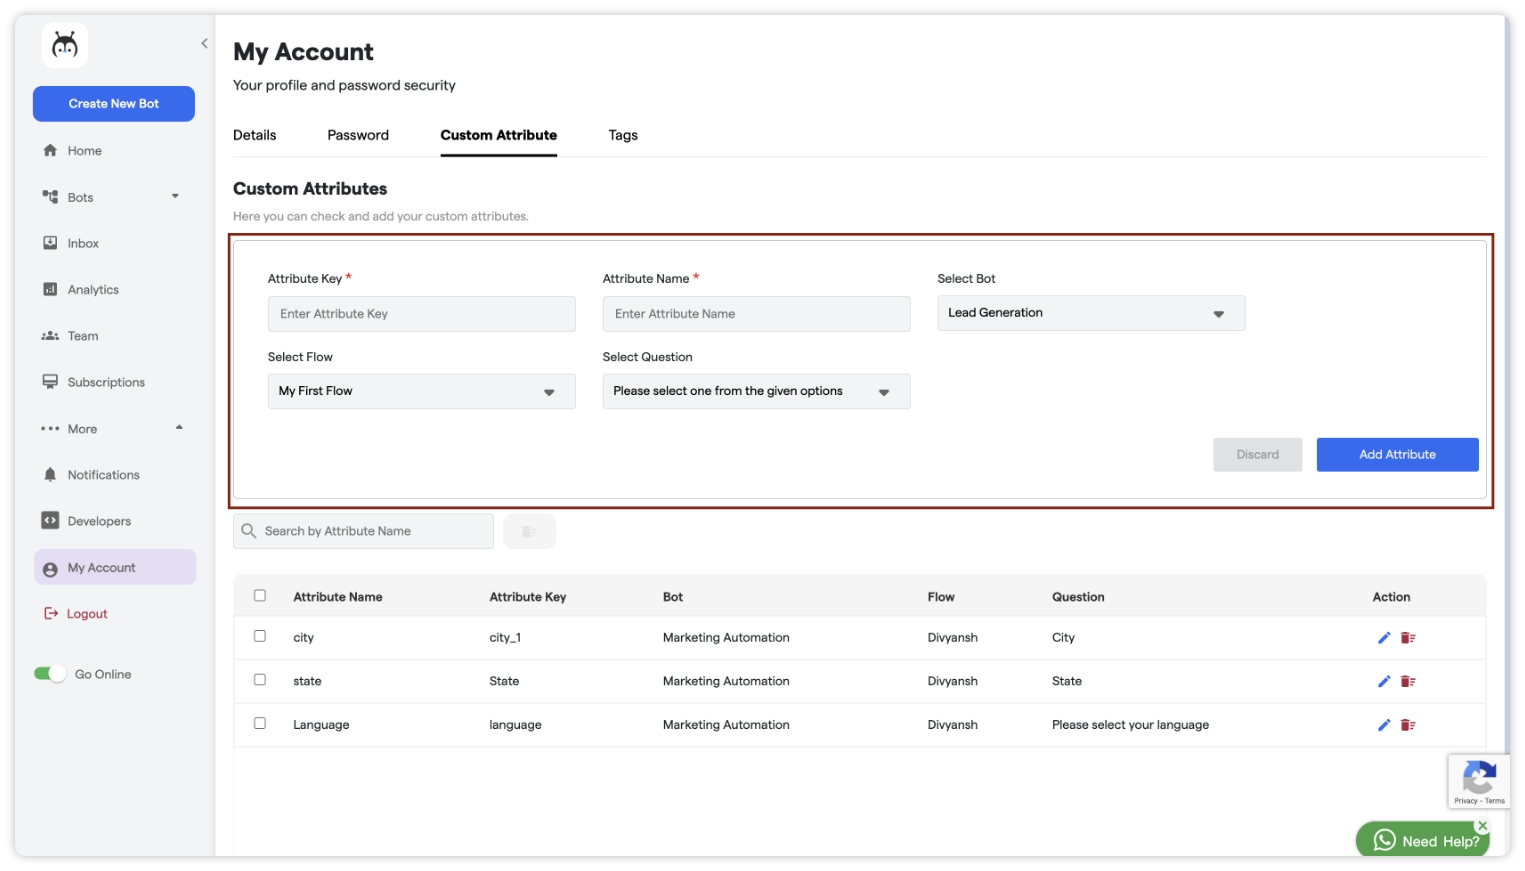 My Account
Your profile and password security
Create New Bot
Home
Bots
Inbox
Analytics
Team
Subscriptions
More
Notifications
Developers
My Account
Logout
Go Online
Details Password Custom Attribute Tags
Custom Attributes
Here you can check and add your custom attributes.
Attribute Key * Attribute Name * Select Bot
Enter Attribute Key Enter Attribute Name Lead Generation
Select Flow Select Question
My First Flow Please select one from the given options
Discard Add Attribute
Search by Attribute Name
Attribute Name Attribute Key Bot Flow Question Action
city city_1 Marketing Automation Divyansh City
state State Marketing Automation Divyansh State
Language language Marketing Automation Divyansh Please select your language
Privacy - Terms
Need Help?